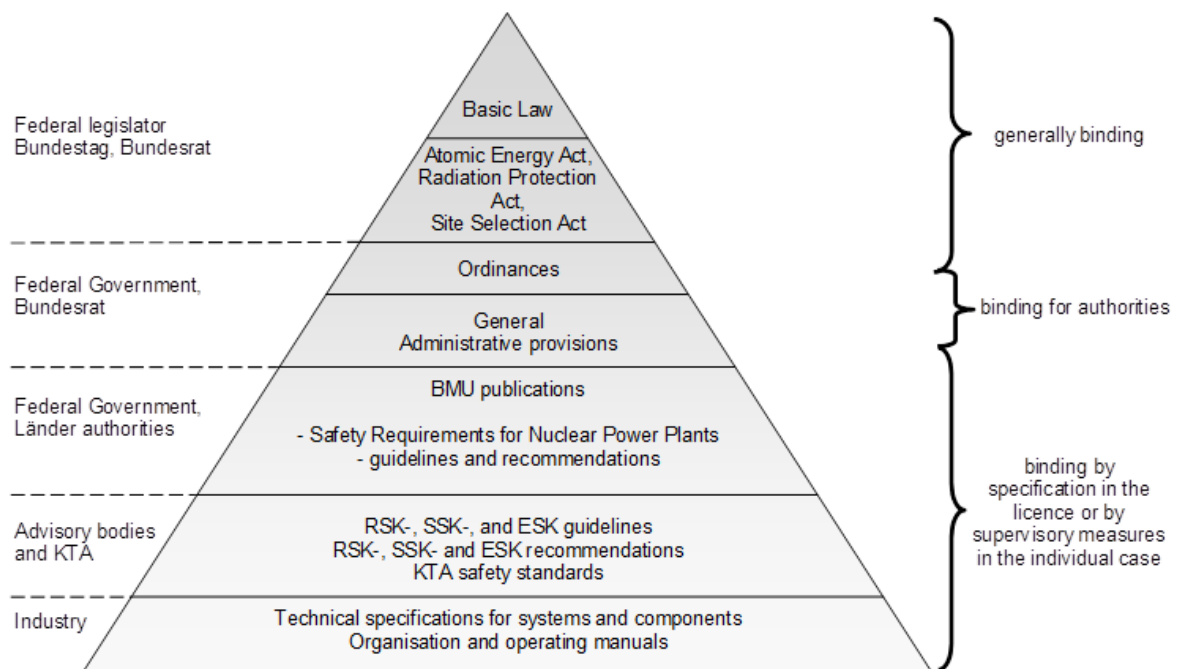 Basic Law
Federal legislator
Bundestag, Bundesrat
generally binding
Atomic Energy Act,
Radiation Protection
Act,
Site Selection Act
Ordinances
Federal Government,
Bundesrat
binding for authorities
General
Administrative provisions
BMU publications
Federal Government,
Länder authorities
- Safety Requirements for Nuclear Power Plants
- guidelines and recommendations
binding by
specification in the
licence or by
supervisory measures
in the individual case
Advisory bodies
and KTA
RSK-, SSK-, and ESK guidelines
RSK-, SSK- and ESK recommendations
KTA safety standards
Industry
Technical specifications for systems and components
Organisation and operating manuals